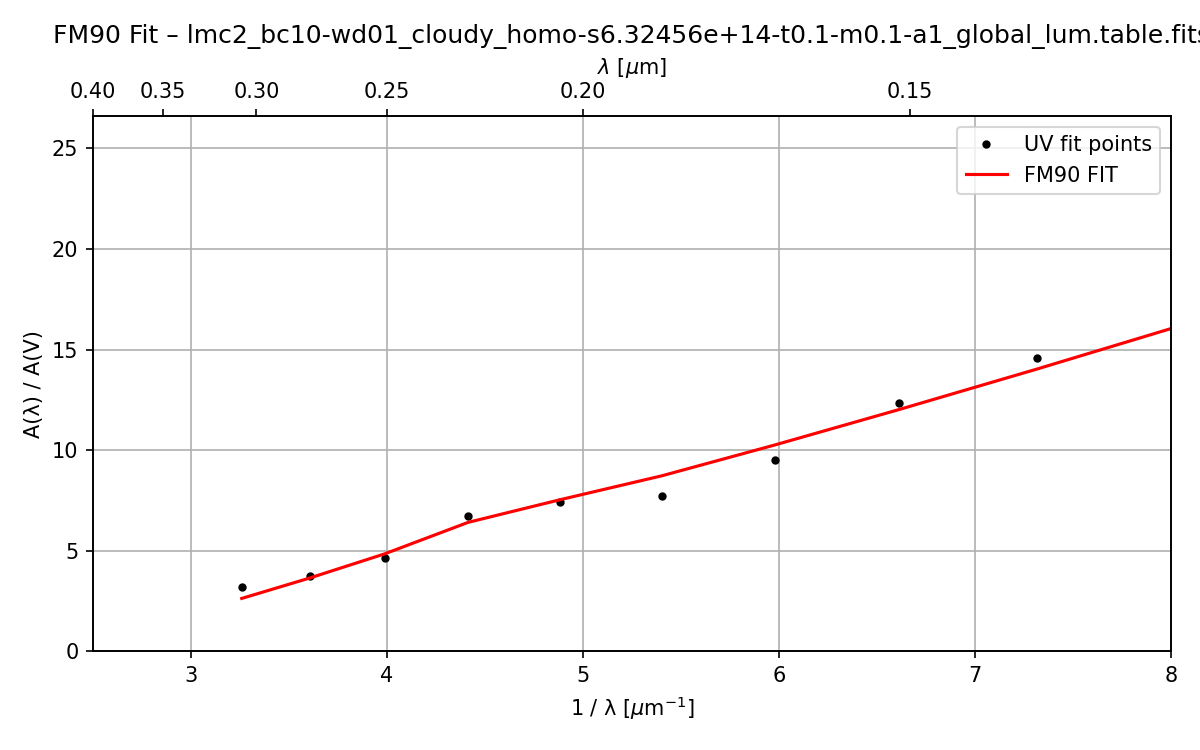 FM90 Fit – lmc2_bc10-wd01_cloudy_homo-s6.32456e+14-t0.1-m0.1-a1_global_lum.table.fits
λ [μm]
0.40 0.35 0.30 0.25 0.20 0.15
UV fit points
FM90 FIT
25
20
15
10
5
0
A(λ) / A(V)
3 4 5 6 7 8
1 / λ [μm⁻¹]